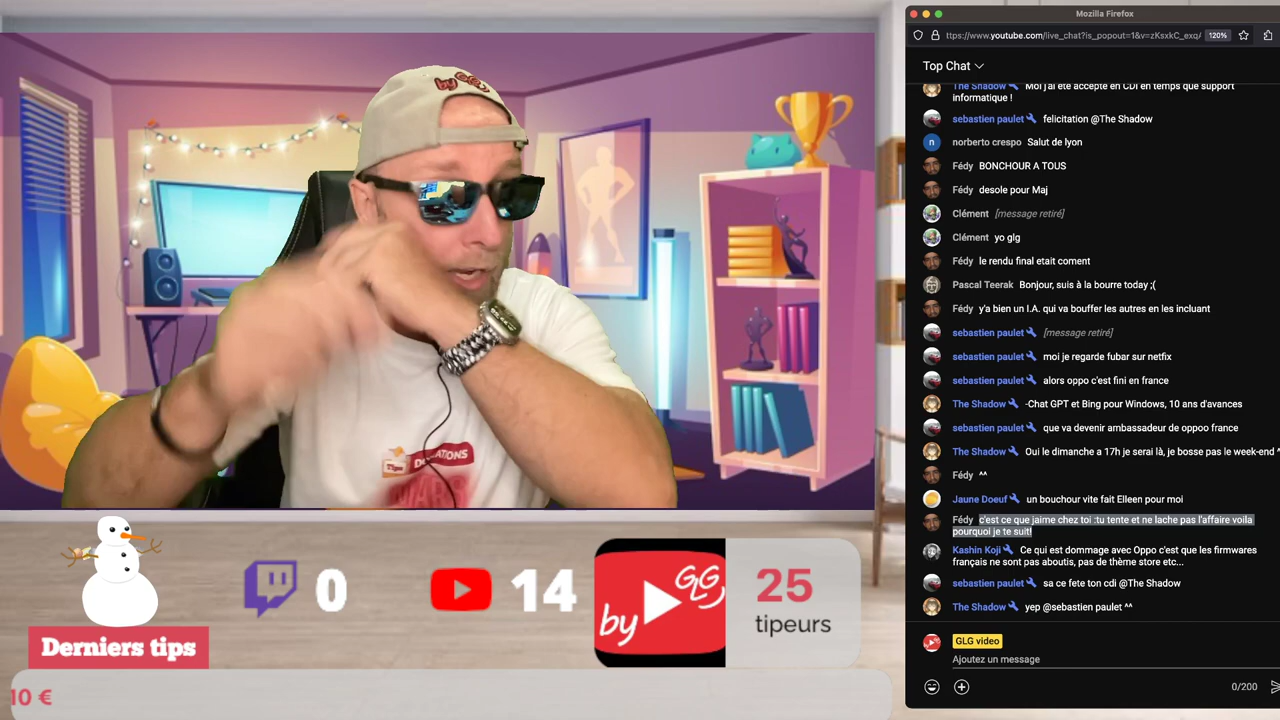 Mozilla Firefox
ttps://www.youtube.com/live_chat?is_popout=1&v=zKsxkC_exq/
120%
Top Chat
The Shadow Moi j'ai été accepté en CDI en temps que support
informatique !
sebastien paulet felicitation @The Shadow
n norberto crespo Salut de lyon
Fédy BONCHOUR A TOUS
Fédy desole pour Maj
Clément [message retiré]
Clément yo glg
Fédy le rendu final etait coment
Pascal Teerak Bonjour, suis à la bourre today ;(
Fédy y'a bien un I.A. qui va bouffer les autres en les incluant
sebastien paulet [message retiré]
sebastien paulet moi je regarde fubar sur netfix
sebastien paulet alors oppo c'est fini en france
The Shadow -Chat GPT et Bing pour Windows, 10 ans d'avances
sebastien paulet que va devenir ambassadeur de oppoo france
The Shadow Oui le dimanche a 17h je serai là, je bosse pas le week-end ^
Fédy ^^
Jaune Doeuf un bouchour vite fait Elleen pour moi
Fédy c'est ce que jaime chez toi :tu tente et ne lache pas l'affaire voila
pourquoi je te suit!
Kashin Koji Ce qui est dommage avec Oppo c'est que les firmwares
français ne sont pas aboutis, pas de thème store etc...
sebastien paulet sa ce fete ton cdi @The Shadow
The Shadow yep @sebastien paulet ^^
GLG video
Ajoutez un message
0/200
by GLG
Tips
DONATIONS
0
14
by GLG
25
tipeurs
Derniers tips
10 €